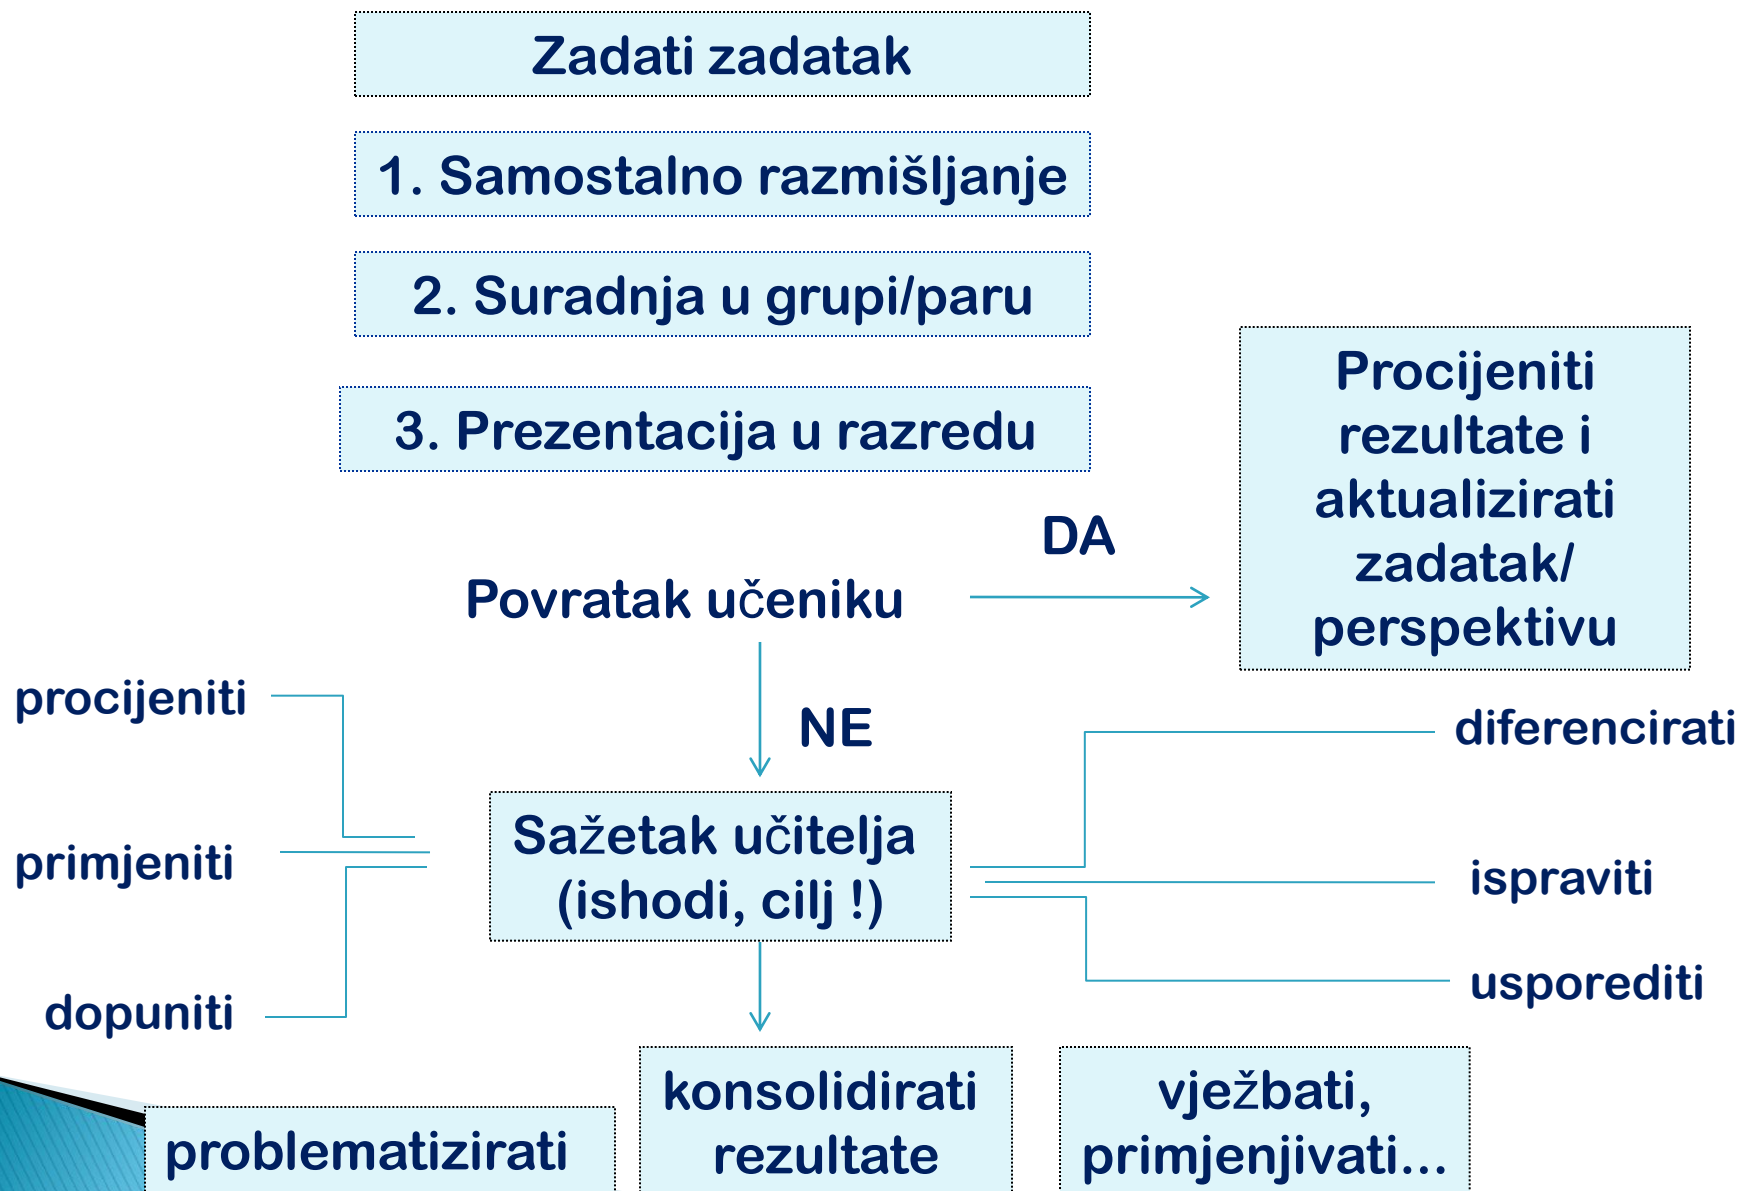 Zadati zadatak
1. Samostalno razmišljanje
2. Suradnja u grupi/paru
3. Prezentacija u razredu
Procijeniti
rezultate i
aktualizirati
zadatak/
perspektivu
DA
Povratak učeniku
NE
procijeniti
primjeniti
dopuniti
Sažetak učitelja
(ishodi, cilj !)
diferencirati
ispraviti
usporediti
problematizirati
konsolidirati
rezultate
vježbati,
primjenjivati...